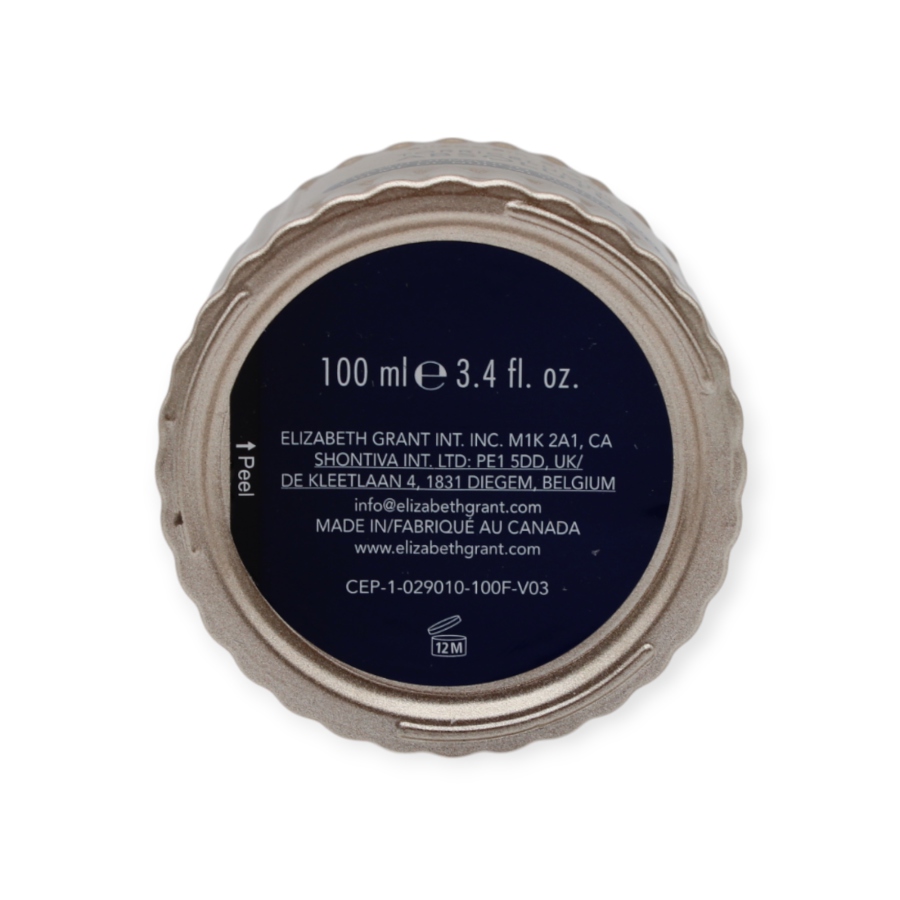 100 ml ℮ 3.4 fl. oz.
ELIZABETH GRANT INT. INC. M1K 2A1, CA
SHONTIVA INT. LTD: PE1 5DD, UK/
DE KLEETLAAN 4, 1831 DIEGEM, BELGIUM
info@elizabethgrant.com
MADE IN/FABRIQUÉ AU CANADA
www.elizabethgrant.com
CEP-1-029010-100F-V03
12M
↑ Peel